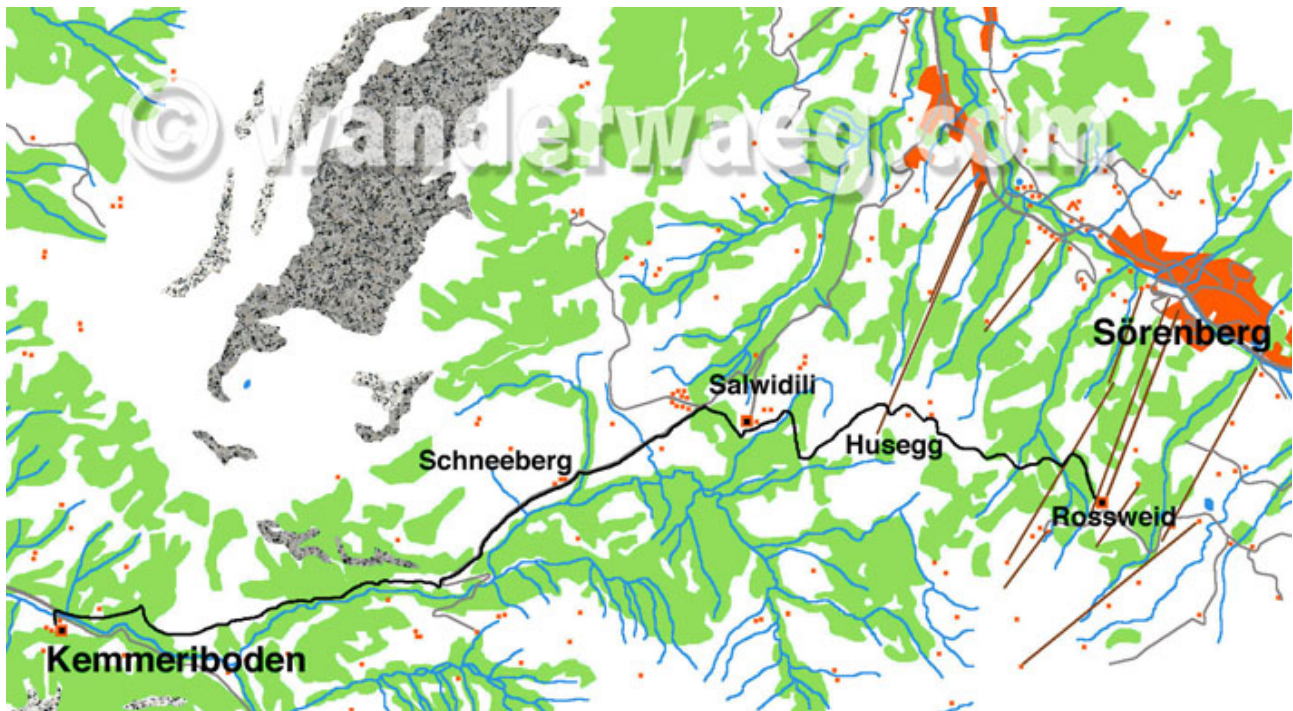 © wanderwaeg.com
Sörenberg
Salwidili
Husegg
Schneeberg
Rossweid
Kemmeriboden